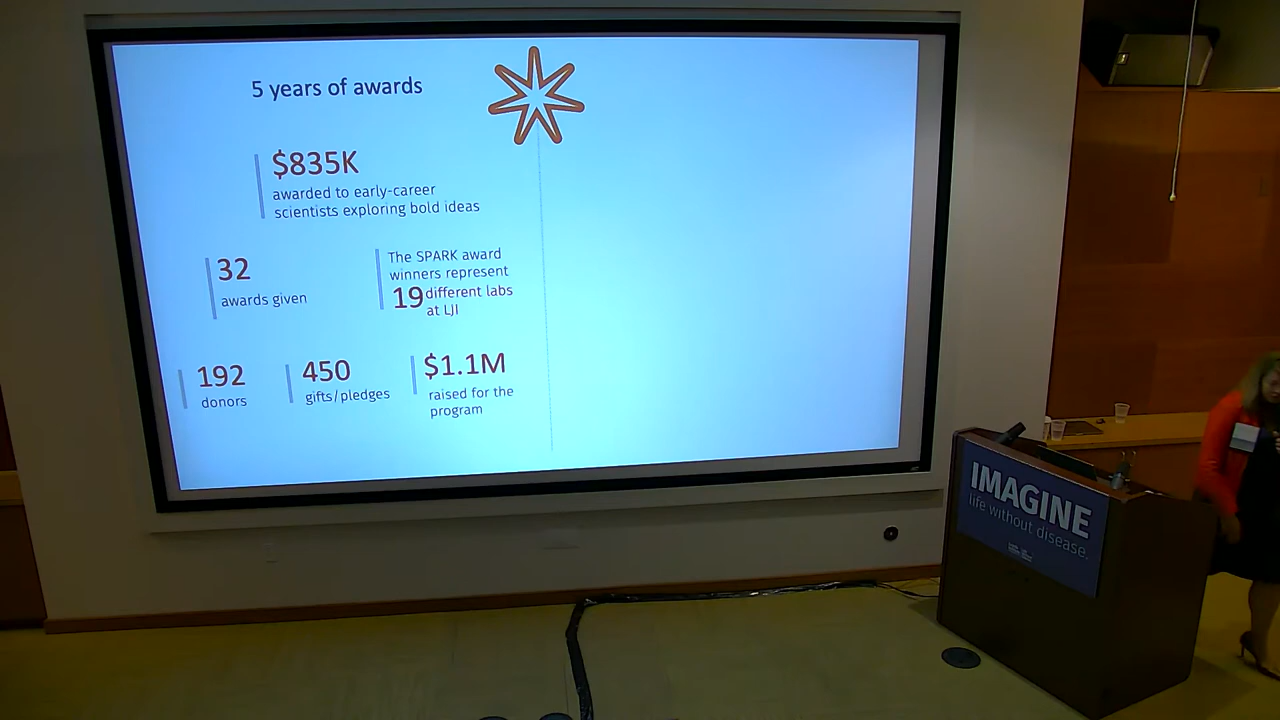 5 years of awards
$835K
awarded to early-career
scientists exploring bold ideas
32
awards given
The SPARK award
winners represent
19 different labs
at LJI
192
donors
450
gifts/pledges
$1.1M
raised for the
program
IMAGINE
life without disease.